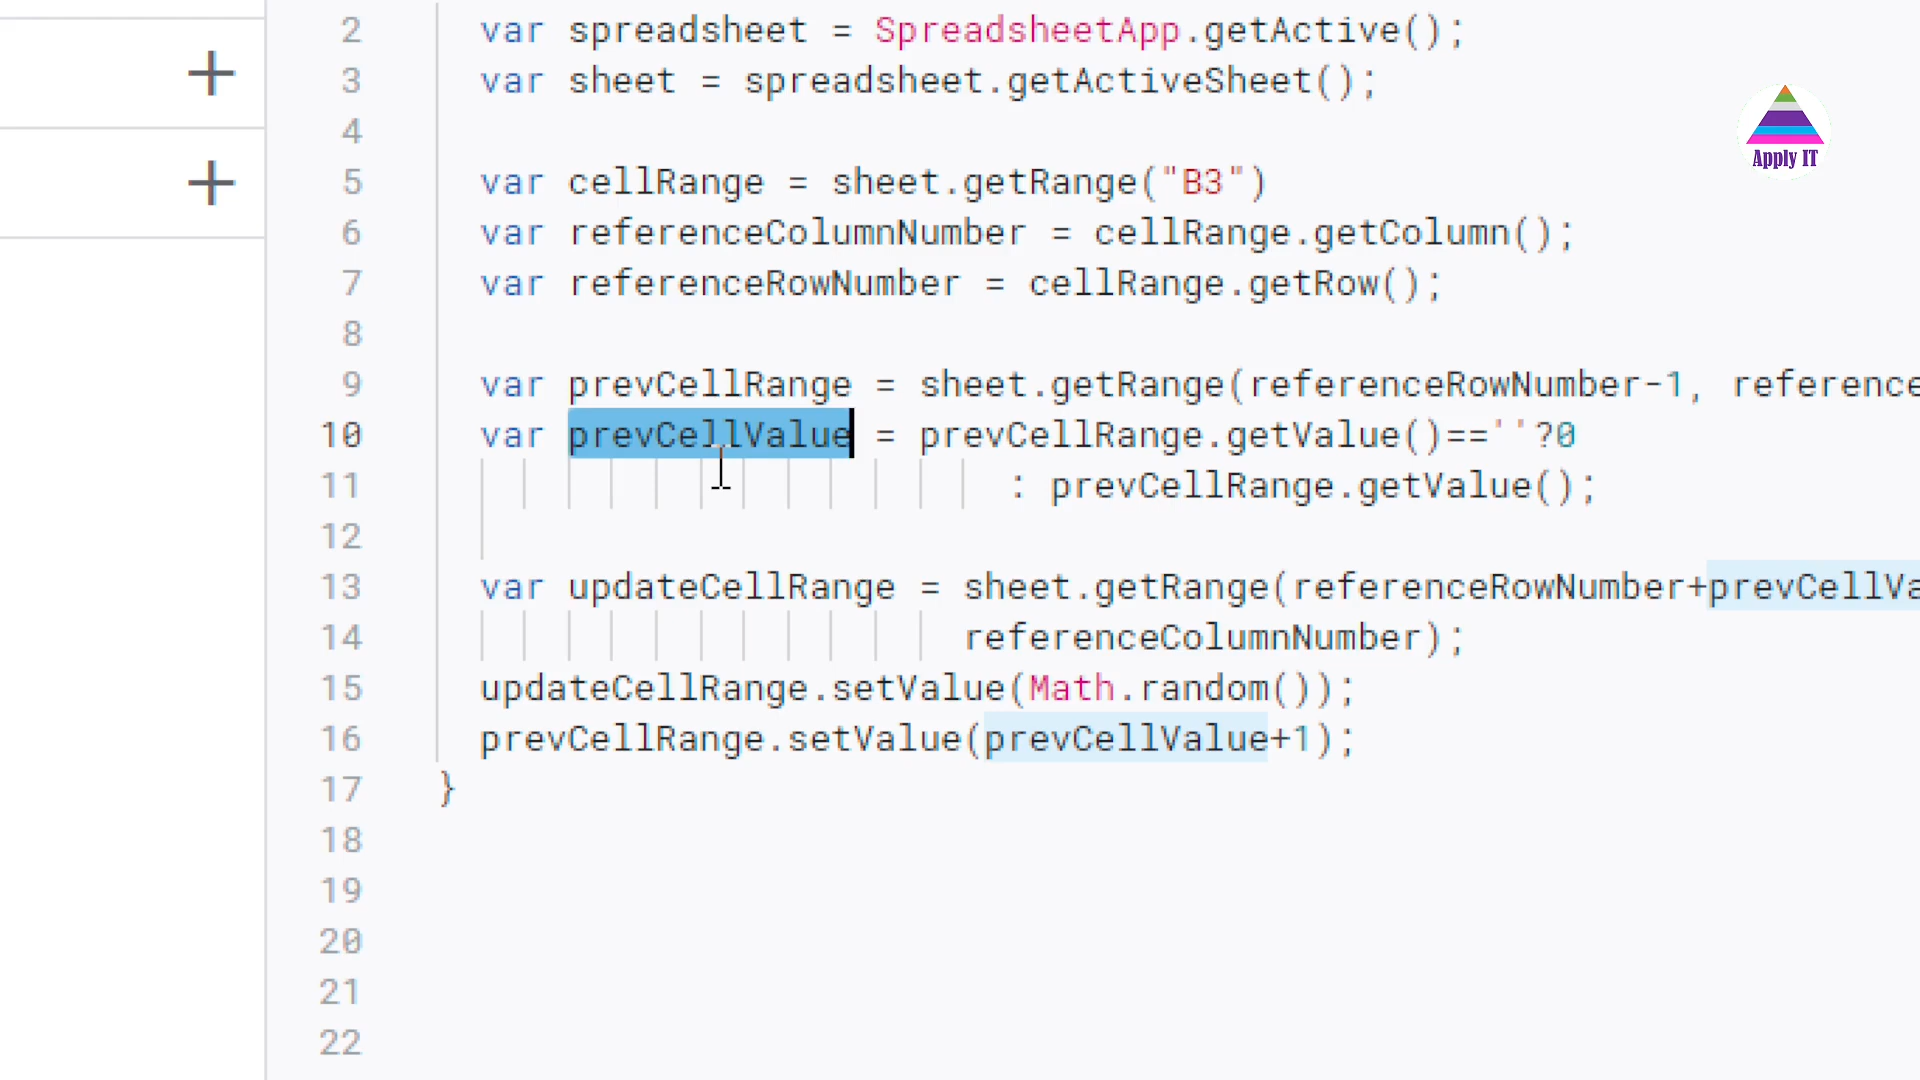 2 var spreadsheet = SpreadsheetApp.getActive();
3 var sheet = spreadsheet.getActiveSheet();
4
5 var cellRange = sheet.getRange("B3")
6 var referenceColumnNumber = cellRange.getColumn();
7 var referenceRowNumber = cellRange.getRow();
8
9 var prevCellRange = sheet.getRange(referenceRowNumber-1, reference
10 var prevCellValue = prevCellRange.getValue()==''?0
11 : prevCellRange.getValue();
12
13 var updateCellRange = sheet.getRange(referenceRowNumber+prevCellVa
14 referenceColumnNumber);
15 updateCellRange.setValue(Math.random());
16 prevCellRange.setValue(prevCellValue+1);
17 }
18
19
20
21
22
Apply IT